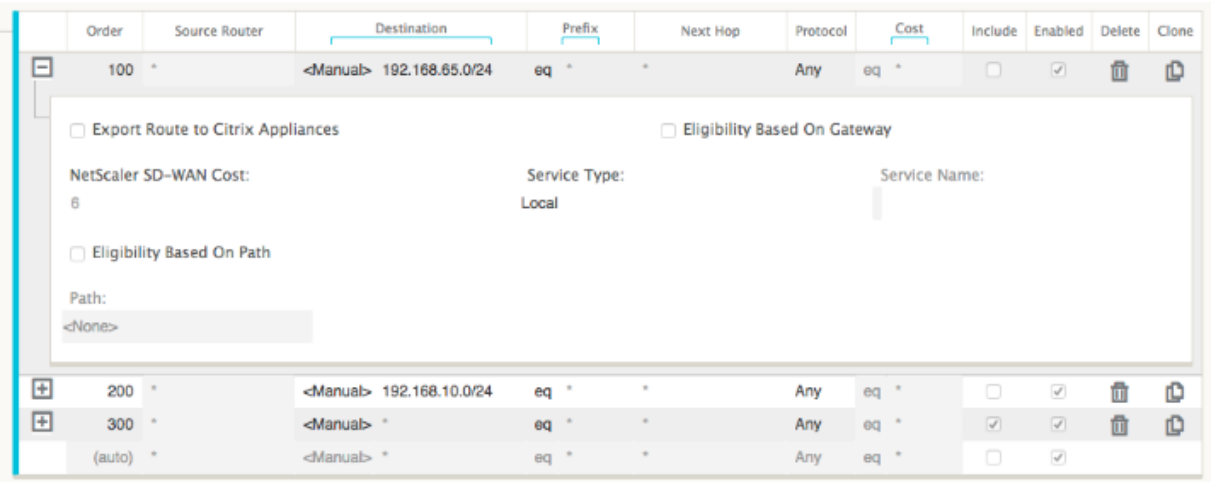 Order Source Router Destination Prefix Next Hop Protocol Cost Include Enabled Delete Clone
100 * <Manual> 192.168.65.0/24 eq * * Any eq *
Export Route to Citrix Appliances Eligibility Based On Gateway
NetScaler SD-WAN Cost: Service Type: Service Name:
6 Local
Eligibility Based On Path
Path:
<None>
200 * <Manual> 192.168.10.0/24 eq * * Any eq *
300 * <Manual> * eq * * Any eq *
(auto) * <Manual> * eq * * Any eq *